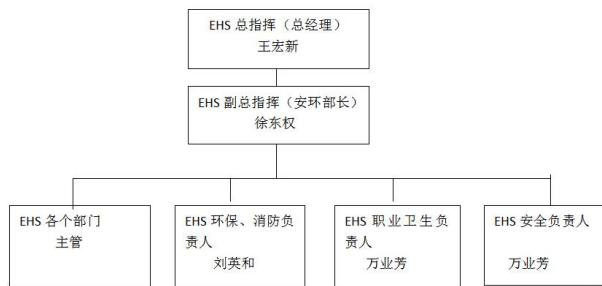 EHS 总指挥（总经理）
王宏新
EHS 副总指挥（安环部长）
徐东权
EHS 各个部门
主管
EHS 环保、消防负
责人
刘英和
EHS 职业卫生负
责人
万业芳
EHS 安全负责人
万业芳